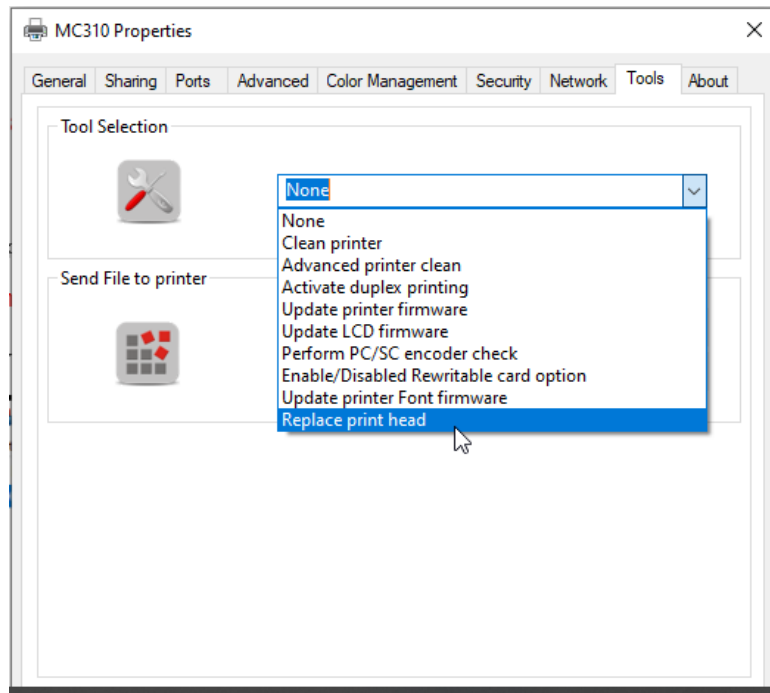 MC310 Properties
General Sharing Ports Advanced Color Management Security Network Tools About
Tool Selection
None
None
Clean printer
Advanced printer clean
Activate duplex printing
Send File to printer
Update printer firmware
Update LCD firmware
Perform PC/SC encoder check
Enable/Disabled Rewritable card option
Update printer Font firmware
Replace print head